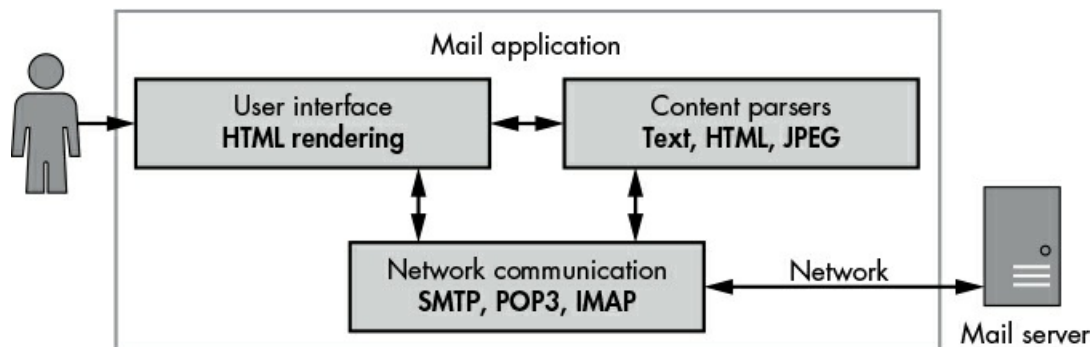 Mail application
User interface
HTML rendering
Content parsers
Text, HTML, JPEG
Network communication
SMTP, POP3, IMAP
Network
Mail server